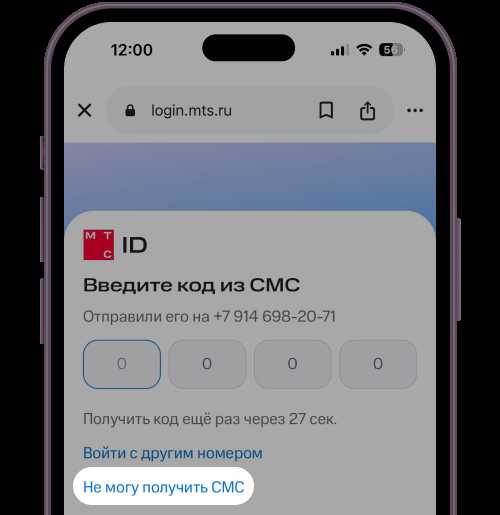 12:00
56
login.mts.ru
МТС ID
Введите код из СМС
Отправили его на +7 914 698-20-71
0 0 0 0
Получить код ещё раз через 27 сек.
Войти с другим номером
Не могу получить СМС